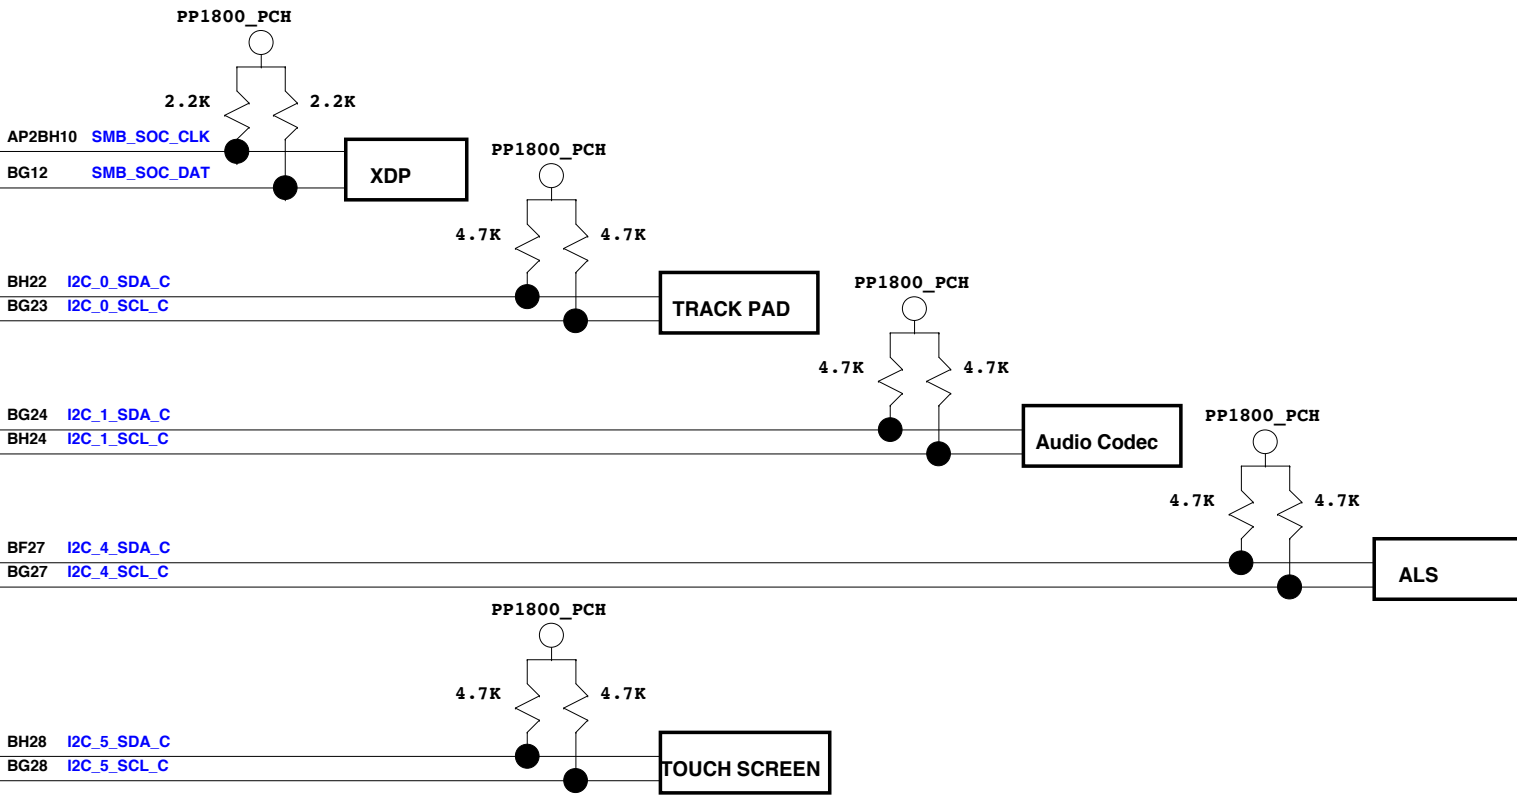 PP1800_PCH
2.2K 2.2K
AP2BH10 SMB_SOC_CLK
BG12 SMB_SOC_DAT
XDP
PP1800_PCH
4.7K 4.7K
BH22 I2C_0_SDA_C
BG23 I2C_0_SCL_C
TRACK PAD
PP1800_PCH
4.7K 4.7K
BG24 I2C_1_SDA_C
BH24 I2C_1_SCL_C
Audio Codec
PP1800_PCH
4.7K 4.7K
BF27 I2C_4_SDA_C
BG27 I2C_4_SCL_C
ALS
PP1800_PCH
4.7K 4.7K
BH28 I2C_5_SDA_C
BG28 I2C_5_SCL_C
TOUCH SCREEN